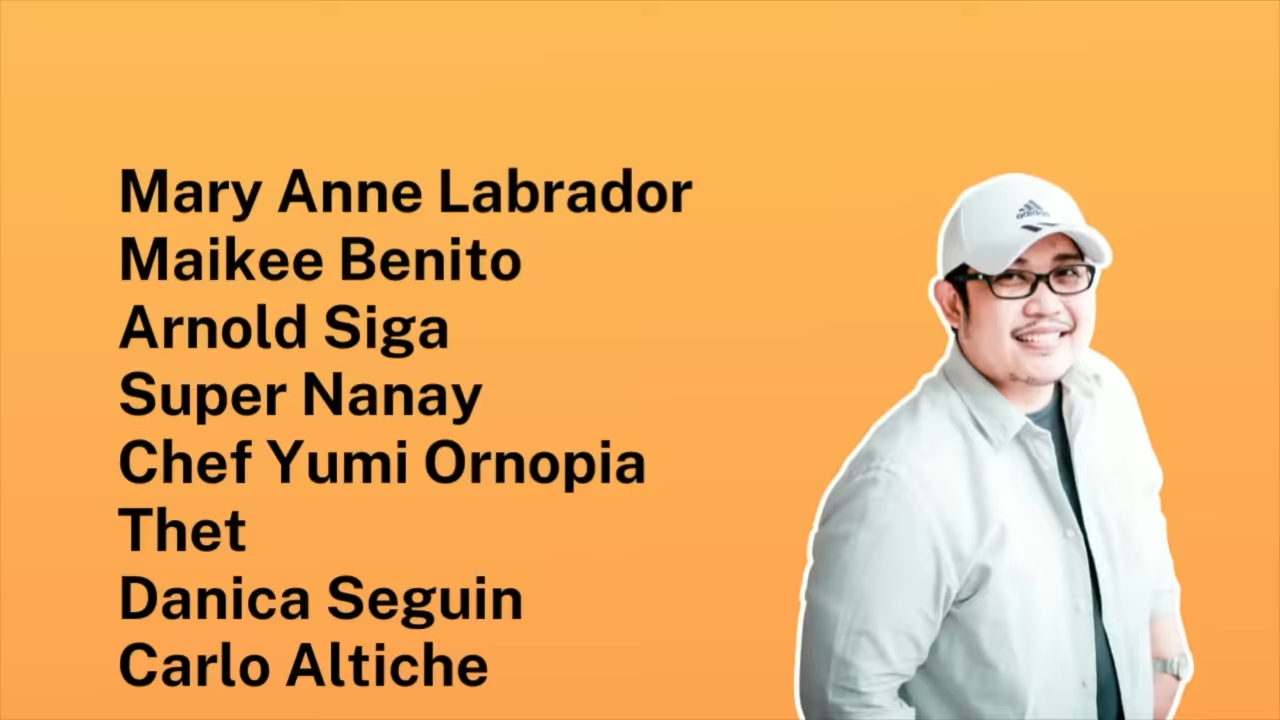 Mary Anne Labrador
Maikee Benito
Arnold Siga
Super Nanay
Chef Yumi Ornopia
Thet
Danica Seguin
Carlo Altiche
adidas